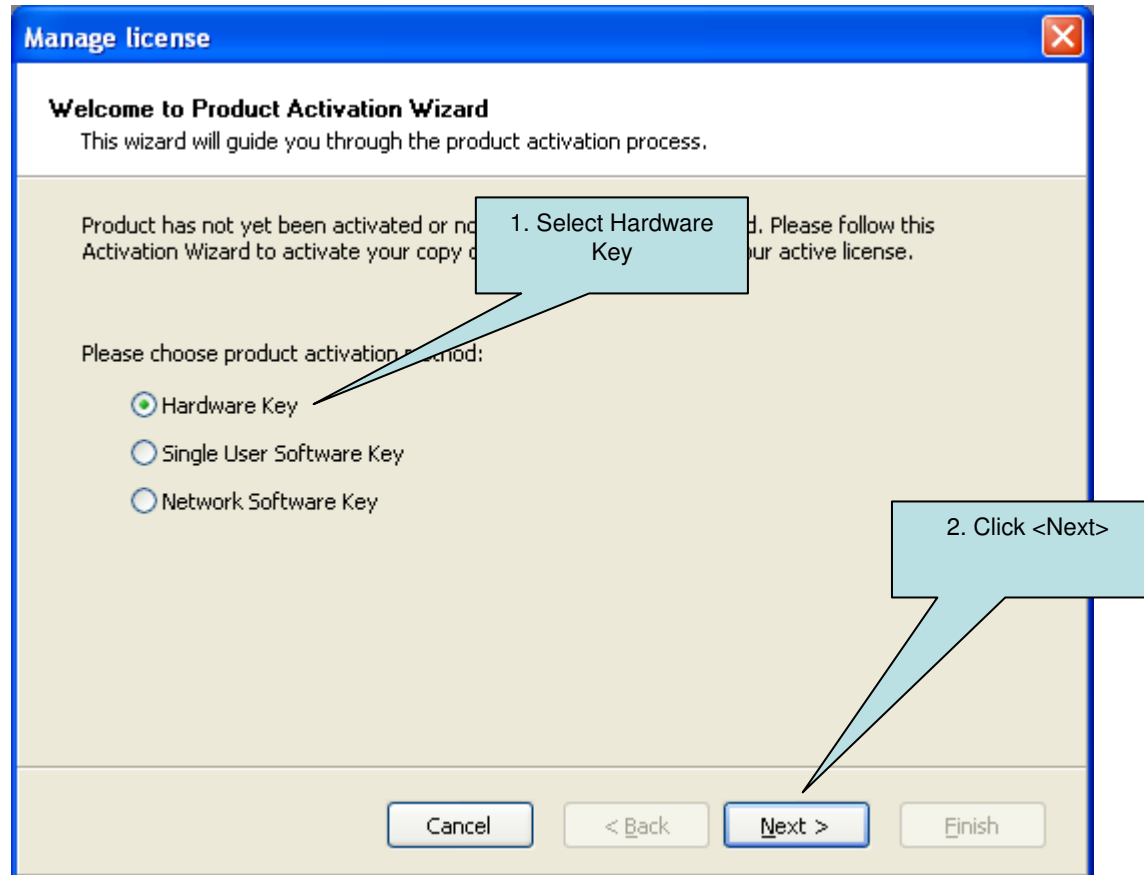 Manage license
Welcome to Product Activation Wizard
This wizard will guide you through the product activation process.
Product has not yet been activated or
Please follow this
Activation Wizard to activate your copy
active license.
1. Select Hardware
Key
Please choose product activation
Hardware Key
Single User Software Key
Network Software Key
2. Click <Next>
Cancel
< Back
Next >
Finish